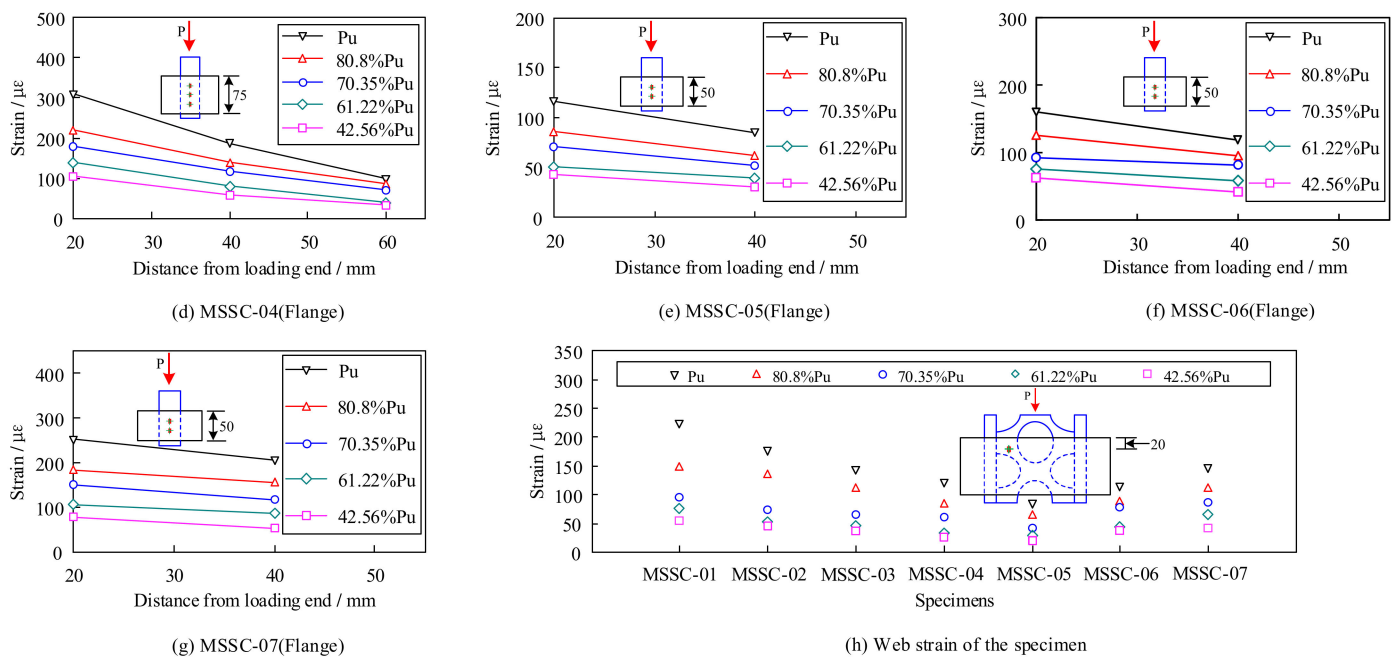 500
400
300
200
100
0
Strain / με
20
30
40
50
60
Distance from loading end / mm
P
75
Pu
80.8%Pu
70.35%Pu
61.22%Pu
42.56%Pu
(d) MSSC-04(Flange)
200
150
100
50
0
Strain / με
20
30
40
50
Distance from loading end / mm
P
50
Pu
80.8%Pu
70.35%Pu
61.22%Pu
42.56%Pu
(e) MSSC-05(Flange)
300
200
100
0
Strain / με
20
30
40
50
Distance from loading end / mm
P
50
Pu
80.8%Pu
70.35%Pu
61.22%Pu
42.56%Pu
(f) MSSC-06(Flange)
400
300
200
100
0
Strain / με
20
30
40
50
Distance from loading end / mm
P
50
Pu
80.8%Pu
70.35%Pu
61.22%Pu
42.56%Pu
(g) MSSC-07(Flange)
350
300
250
200
150
100
50
0
Strain / με
Pu 80.8%Pu 70.35%Pu 61.22%Pu 42.56%Pu
P
20
MSSC-01 MSSC-02 MSSC-03 MSSC-04 MSSC-05 MSSC-06 MSSC-07
Specimens
(h) Web strain of the specimen